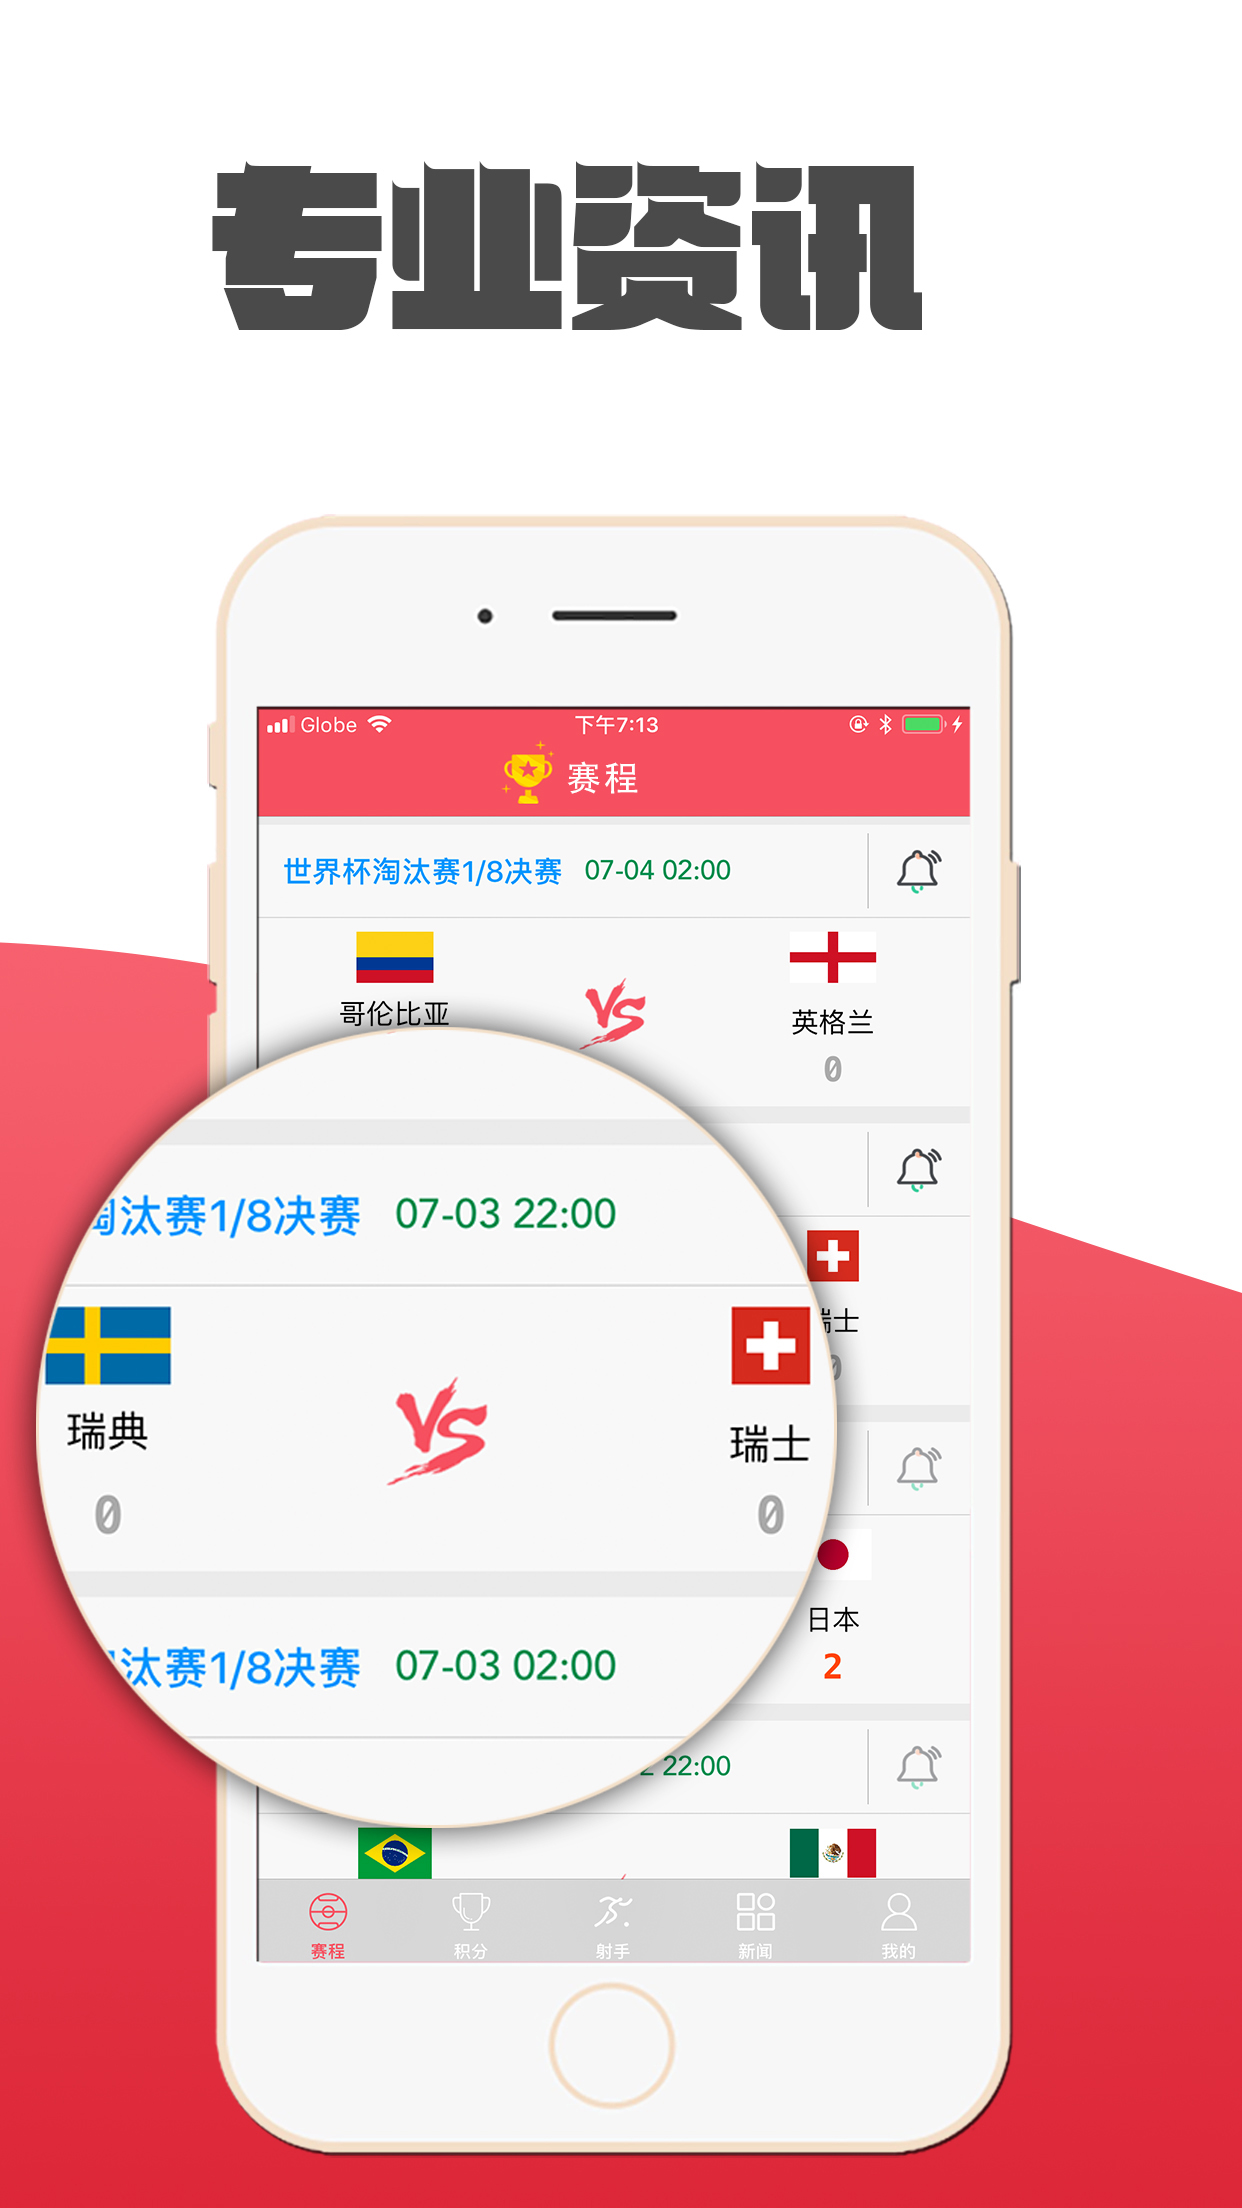 专业资讯
Globe 下午7:13
赛程
世界杯淘汰赛1/8决赛 07-04 02:00
哥伦比亚 VS 英格兰
0
淘汰赛1/8决赛 07-03 22:00
瑞典 VS 瑞士
0 0
汰赛1/8决赛 07-03 02:00
士
日本
2
22:00
赛程 积分 射手 新闻 我的